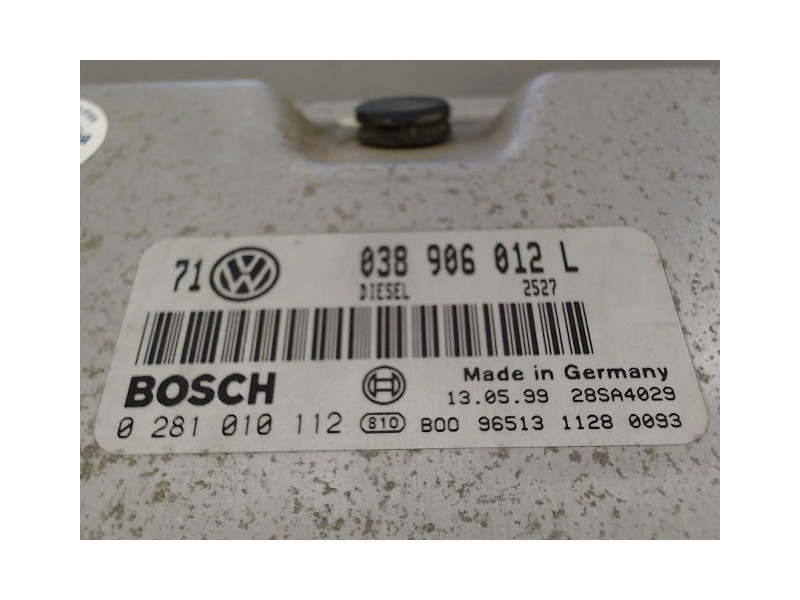 71 VW 038 906 012 L
DIESEL 2527
BOSCH Made in Germany
13.05.99 28SA4029
0 281 010 112 810 B00 96513 1128 0093